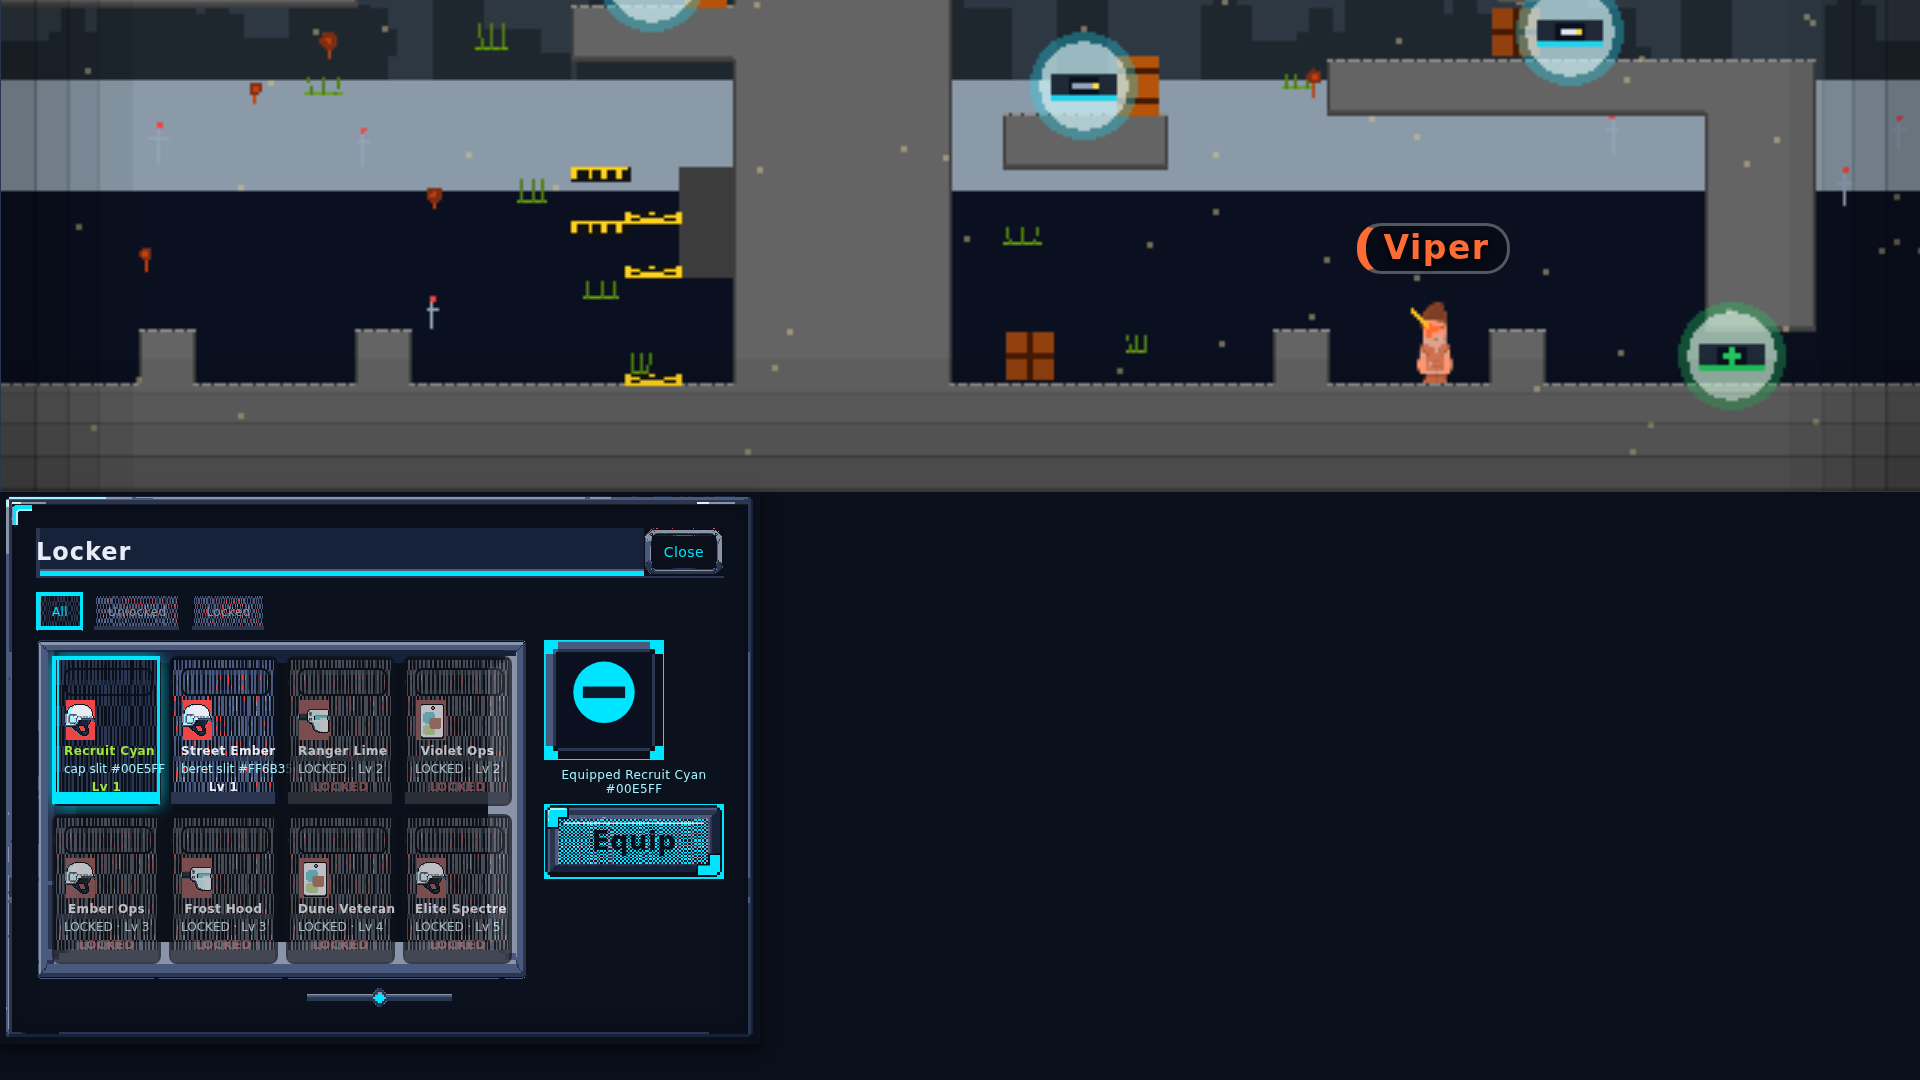 Viper
Locker
Close
All
Unlocked
Locked
Recruit Cyan
cap slit #00E5FF
Lv 1
Street Ember
beret slit #FF6B35
Lv 1
Ranger Lime
LOCKED · Lv 2
LOCKED
Violet Ops
LOCKED · Lv 2
LOCKED
Ember Ops
LOCKED · Lv 3
LOCKED
Frost Hood
LOCKED · Lv 3
LOCKED
Dune Veteran
LOCKED · Lv 4
LOCKED
Elite Spectre
LOCKED · Lv 5
LOCKED
Equipped Recruit Cyan
#00E5FF
Equip